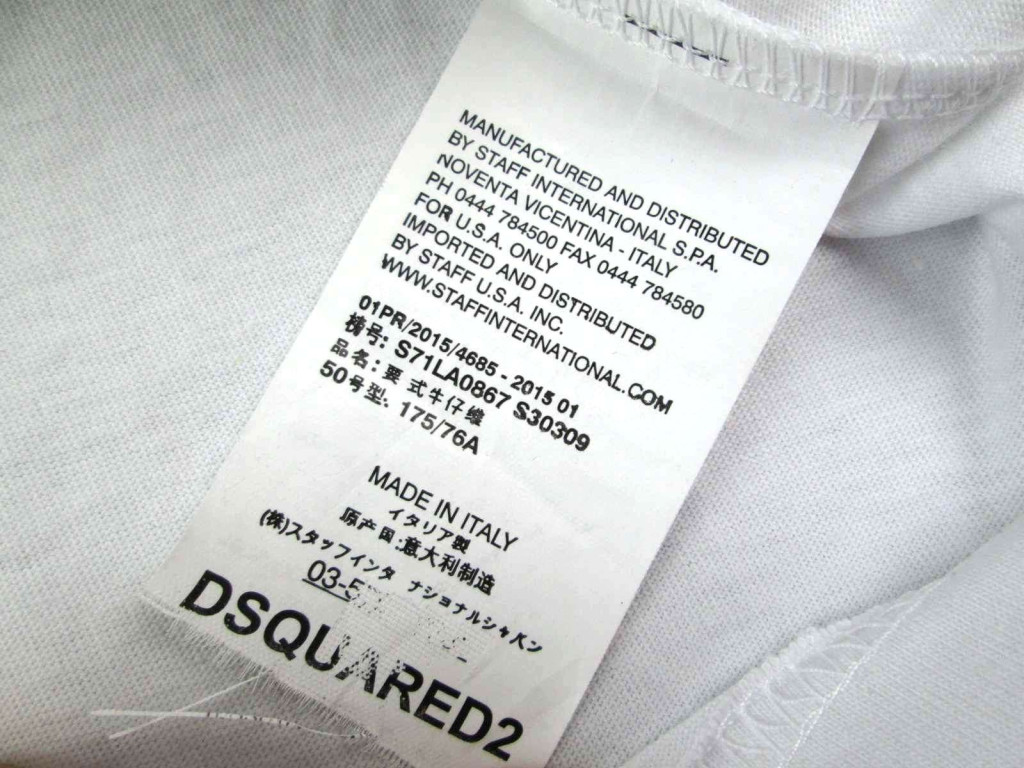 MANUFACTURED AND DISTRIBUTED
BY STAFF INTERNATIONAL S.P.A.
NOVENTA VICENTINA - ITALY
PH 0444 784500 FAX 0444 784580
FOR U.S.A. ONLY
IMPORTED AND DISTRIBUTED
BY STAFF U.S.A. INC.
WWW.STAFFINTERNATIONAL.COM
01PR/2015/4685 - 2015 01
号: S71LA0867 S30309
品名: 式牛仔
50号型. 175/76A
MADE IN ITALY
イタリア製
原产国:意大利制造
(株)スタッフインタ ナショナルジャパン
03-5
DSQUARED2